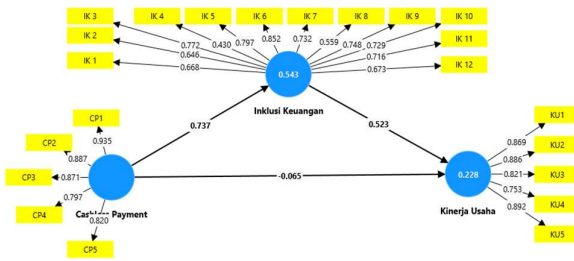 IK 3
IK 4
IK 5
IK 6
IK 7
IK 8
IK 9
IK 10
IK 2
IK 11
IK 1
IK 12
0.772
0.430
0.797
0.852
0.732
0.559
0.748
0.729
0.646
0.716
0.668
0.673
0.543
Inklusi Keuangan
CP1
0.935
0.737
0.523
KU1
CP2
0.887
0.869
KU2
0.886
CP3
0.871
-0.065
0.228
0.821
KU3
0.797
0.753
CP4
Cashless Payment
Kinerja Usaha
KU4
0.820
0.892
KU5
CP5